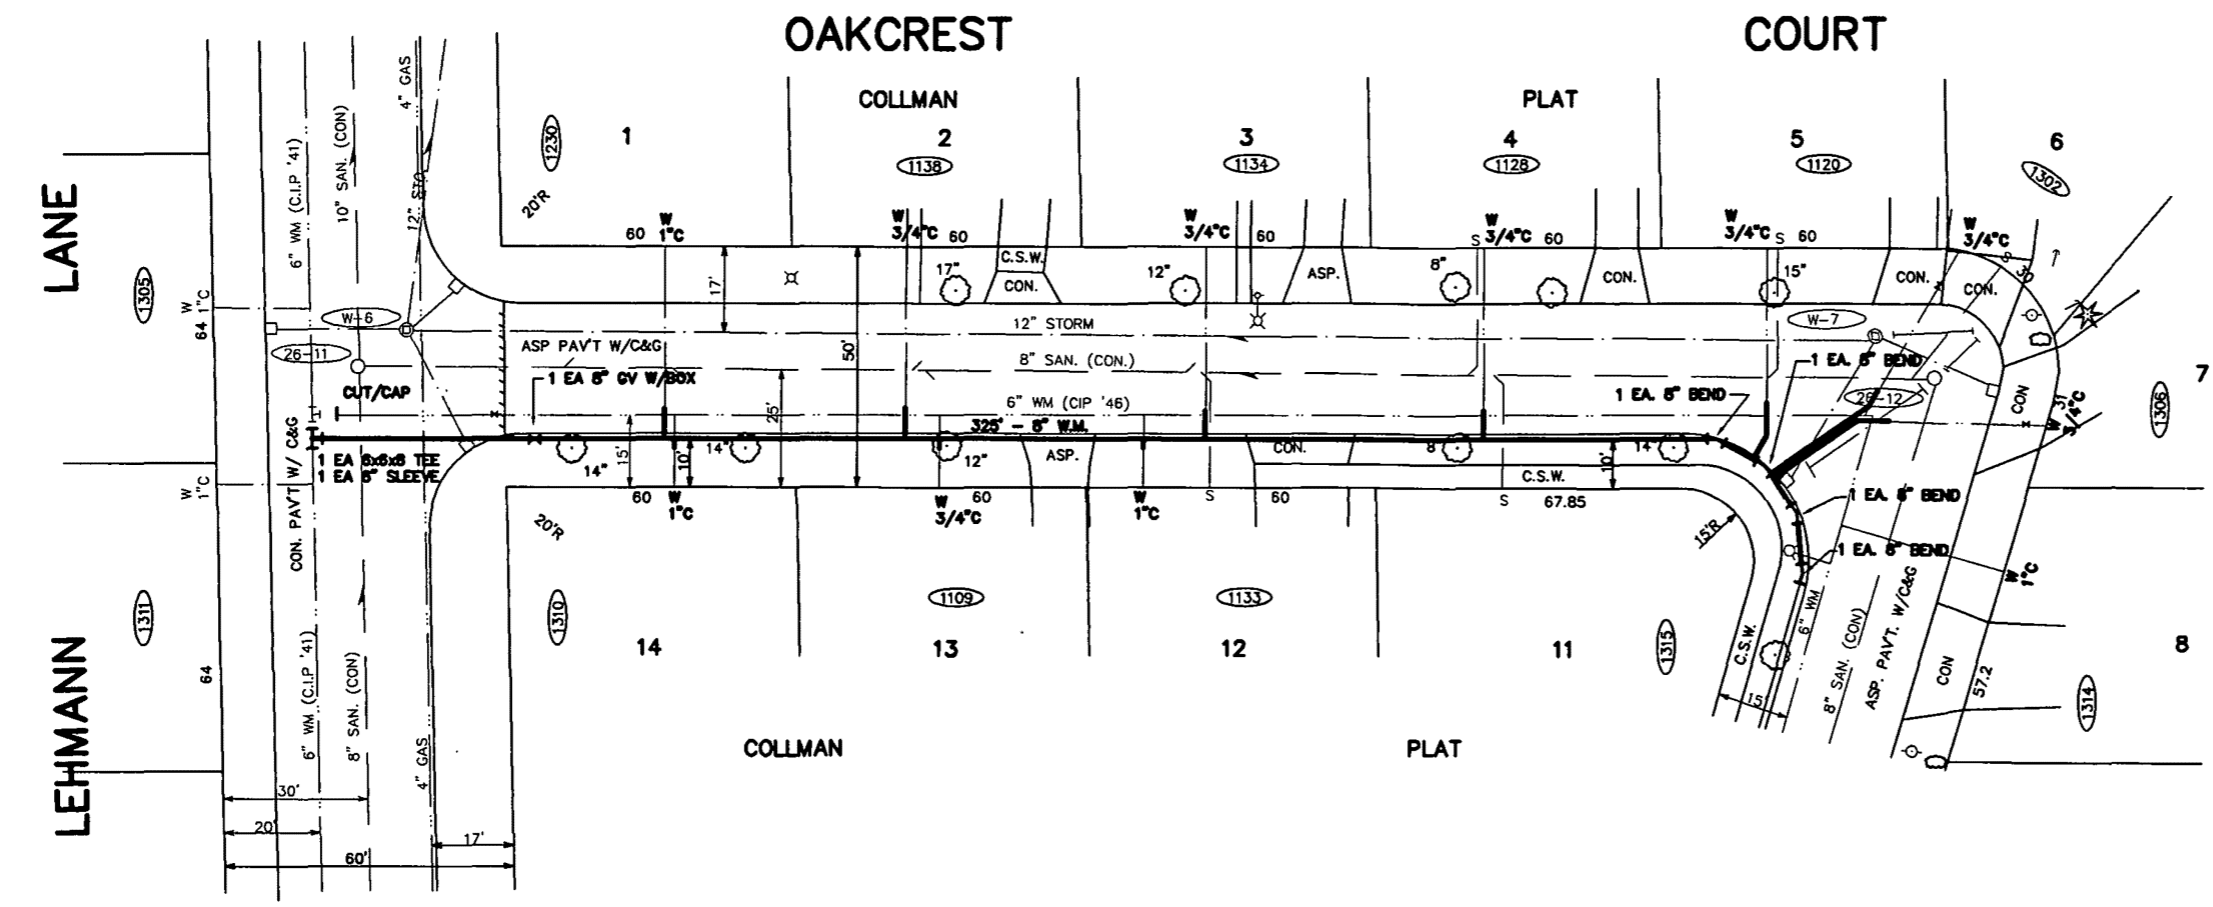 OAKCREST COURT
COLLMAN PLAT
LANE
LEHMANN
1
2
3
4
5
6
1230
1138
1134
1128
1120
1302
6" WM (C.I.P '41)
10" SAN. (CON)
4" GAS
12" STO
20'R
60
W
1"C
W
3/4"C
60
W
3/4"C
60
S
W
3/4"C
60
W
3/4"C
S
60
W
3/4"C
S
30
1305
W
1"C
64
17'
17"
C.S.W.
CON.
12"
ASP.
8"
CON.
15"
CON.
CON.
W-6
26-11
12" STORM
W-7
ASP PAV'T W/C&G
50'
8" SAN. (CON.)
1 EA. 8" BEND
1 EA 8" GV W/BOX
CUT/CAP
25'
6" WM (CIP '46)
1 EA. 8" BEND
26-12
CON
W 31
3/4"C
7
1306
325' - 8" W.M.
CON. PAV'T W/ C&G
1 EA 8x6x6 TEE
1 EA 8" SLEEVE
14"
15'
10'
14"
12"
ASP.
CON.
8
14
10'
C.S.W.
W
1"C
60
W
1"C
W
3/4"C
60
W
1"C
S
60
S
67.85
15'R
1 EA. 8" BEND
1 EA. 8" BEND
W
1"C
20'R
1311
1310
1109
1133
1315
14
13
12
11
8
64
6" WM (C.I.P '41)
8" SAN. (CON)
4" GAS
C.S.W.
6" WM
8" SAN. (CON)
ASP. PAV'T. W/C&G
CON
57.2
1314
15'
COLLMAN PLAT
30'
20'
17'
60'